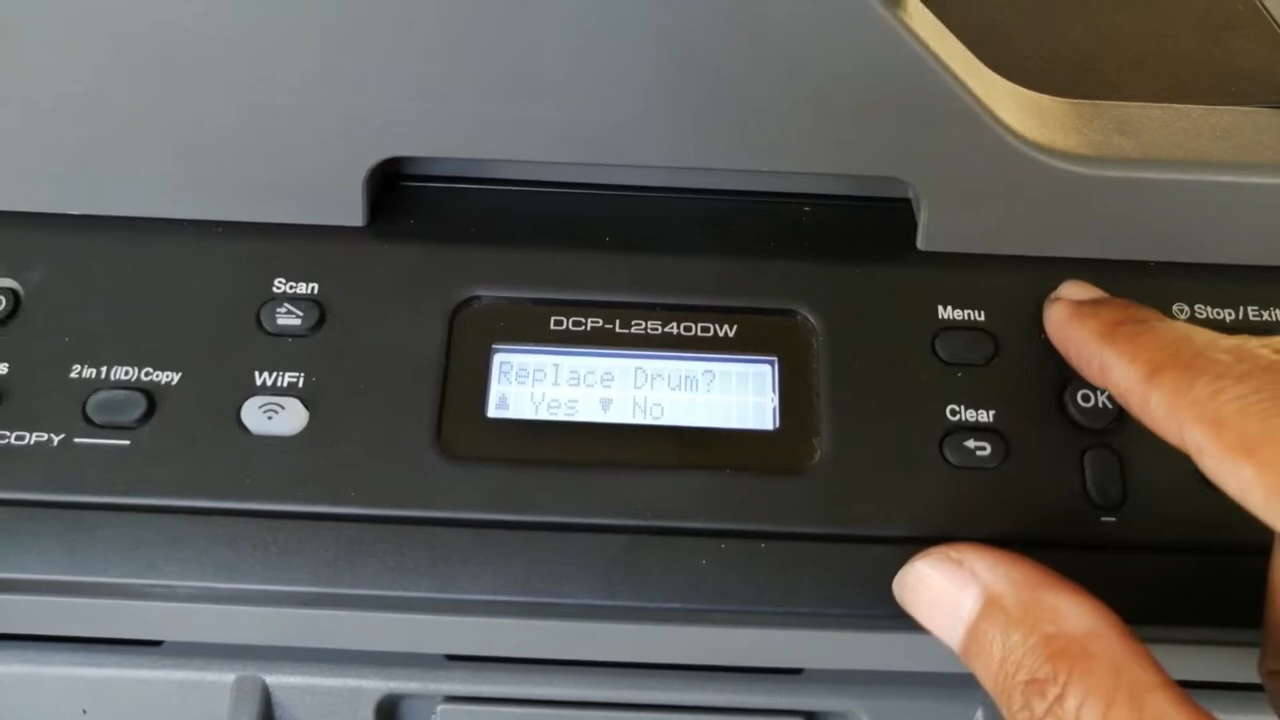 Scan
Menu
Stop / Exit
DCP-L2540DW
Replace Drum?
▲ Yes ▼ No
2 in 1 (ID) Copy
WiFi
OK
Clear
COPY